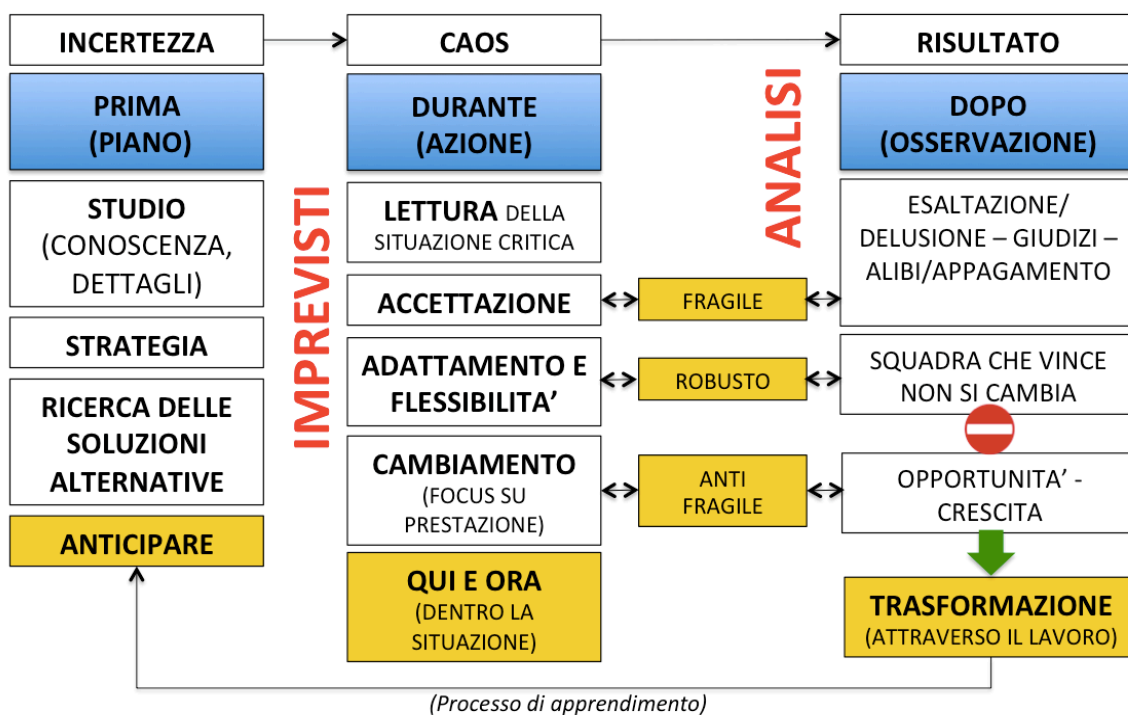 INCERTEZZA
CAOS
RISULTATO
PRIMA
(PIANO)
DURANTE
(AZIONE)
DOPO
(OSSERVAZIONE)
IMPREVISTI
ANALISI
STUDIO
(CONOSCENZA,
DETTAGLI)
STRATEGIA
RICERCA DELLE
SOLUZIONI
ALTERNATIVE
ANTICIPARE
LETTURA DELLA
SITUAZIONE CRITICA
ACCETTAZIONE
ADATTAMENTO E
FLESSIBILITA’
CAMBIAMENTO
(FOCUS SU
PRESTAZIONE)
QUI E ORA
(DENTRO LA
SITUAZIONE)
FRAGILE
ROBUSTO
ANTI
FRAGILE
ESALTAZIONE/
DELUSIONE – GIUDIZI –
ALIBI/APPAGAMENTO
SQUADRA CHE VINCE
NON SI CAMBIA
OPPORTUNITA’ -
CRESCITA
TRASFORMAZIONE
(ATTRAVERSO IL LAVORO)
(Processo di apprendimento)